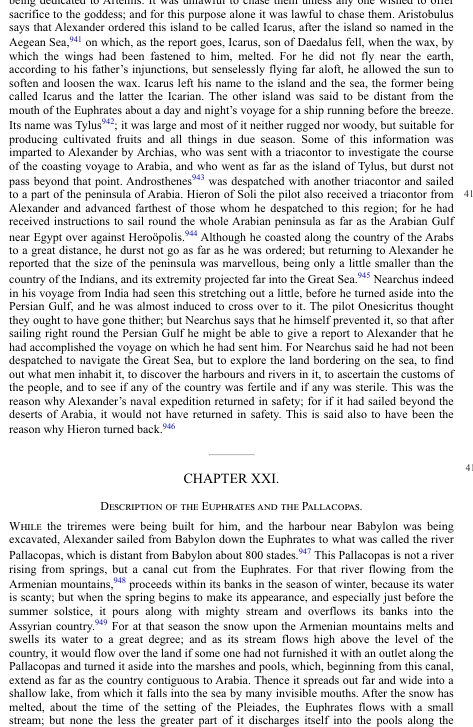 being dedicated to Artemis. It was unlawful to chase them unless any one wished to offer
sacrifice to the goddess; and for this purpose alone it was lawful to chase them. Aristobulus
says that Alexander ordered this island to be called Icarus, after the island so named in the
Aegean Sea,941 on which, as the report goes, Icarus, son of Daedalus fell, when the wax, by
which the wings had been fastened to him, melted. For he did not fly near the earth,
according to his father's injunctions, but senselessly flying far aloft, he allowed the sun to
soften and loosen the wax. Icarus left his name to the island and the sea, the former being
called Icarus and the latter the Icarian. The other island was said to be distant from the
mouth of the Euphrates about a day and night's voyage for a ship running before the breeze.
Its name was Tylus942; it was large and most of it neither rugged nor woody, but suitable for
producing cultivated fruits and all things in due season. Some of this information was
imparted to Alexander by Archias, who was sent with a triacontor to investigate the course
of the coasting voyage to Arabia, and who went as far as the island of Tylus, but durst not
pass beyond that point. Androsthenes943 was despatched with another triacontor and sailed
to a part of the peninsula of Arabia. Hieron of Soli the pilot also received a triacontor from 41
Alexander and advanced farthest of those whom he despatched to this region; for he had
received instructions to sail round the whole Arabian peninsula as far as the Arabian Gulf
near Egypt over against Heroöpolis.944 Although he coasted along the country of the Arabs
to a great distance, he durst not go as far as he was ordered; but returning to Alexander he
reported that the size of the peninsula was marvellous, being only a little smaller than the
country of the Indians, and its extremity projected far into the Great Sea.945 Nearchus indeed
in his voyage from India had seen this stretching out a little, before he turned aside into the
Persian Gulf, and he was almost induced to cross over to it. The pilot Onesicritus thought
they ought to have gone thither; but Nearchus says that he himself prevented it, so that after
sailing right round the Persian Gulf he might be able to give a report to Alexander that he
had accomplished the voyage on which he had sent him. For Nearchus said he had not been
despatched to navigate the Great Sea, but to explore the land bordering on the sea, to find
out what men inhabit it, to discover the harbours and rivers in it, to ascertain the customs of
the people, and to see if any of the country was fertile and if any was sterile. This was the
reason why Alexander's naval expedition returned in safety; for if it had sailed beyond the
deserts of Arabia, it would not have returned in safety. This is said also to have been the
reason why Hieron turned back.946
41
CHAPTER XXI.
Description of the Euphrates and the Pallacopas.
While the triremes were being built for him, and the harbour near Babylon was being
excavated, Alexander sailed from Babylon down the Euphrates to what was called the river
Pallacopas, which is distant from Babylon about 800 stades.947 This Pallacopas is not a river
rising from springs, but a canal cut from the Euphrates. For that river flowing from the
Armenian mountains,948 proceeds within its banks in the season of winter, because its water
is scanty; but when the spring begins to make its appearance, and especially just before the
summer solstice, it pours along with mighty stream and overflows its banks into the
Assyrian country.949 For at that season the snow upon the Armenian mountains melts and
swells its water to a great degree; and as its stream flows high above the level of the
country, it would flow over the land if some one had not furnished it with an outlet along the
Pallacopas and turned it aside into the marshes and pools, which, beginning from this canal,
extend as far as the country contiguous to Arabia. Thence it spreads out far and wide into a
shallow lake, from which it falls into the sea by many invisible mouths. After the snow has
melted, about the time of the setting of the Pleiades, the Euphrates flows with a small
stream; but none the less the greater part of it discharges itself into the pools along the